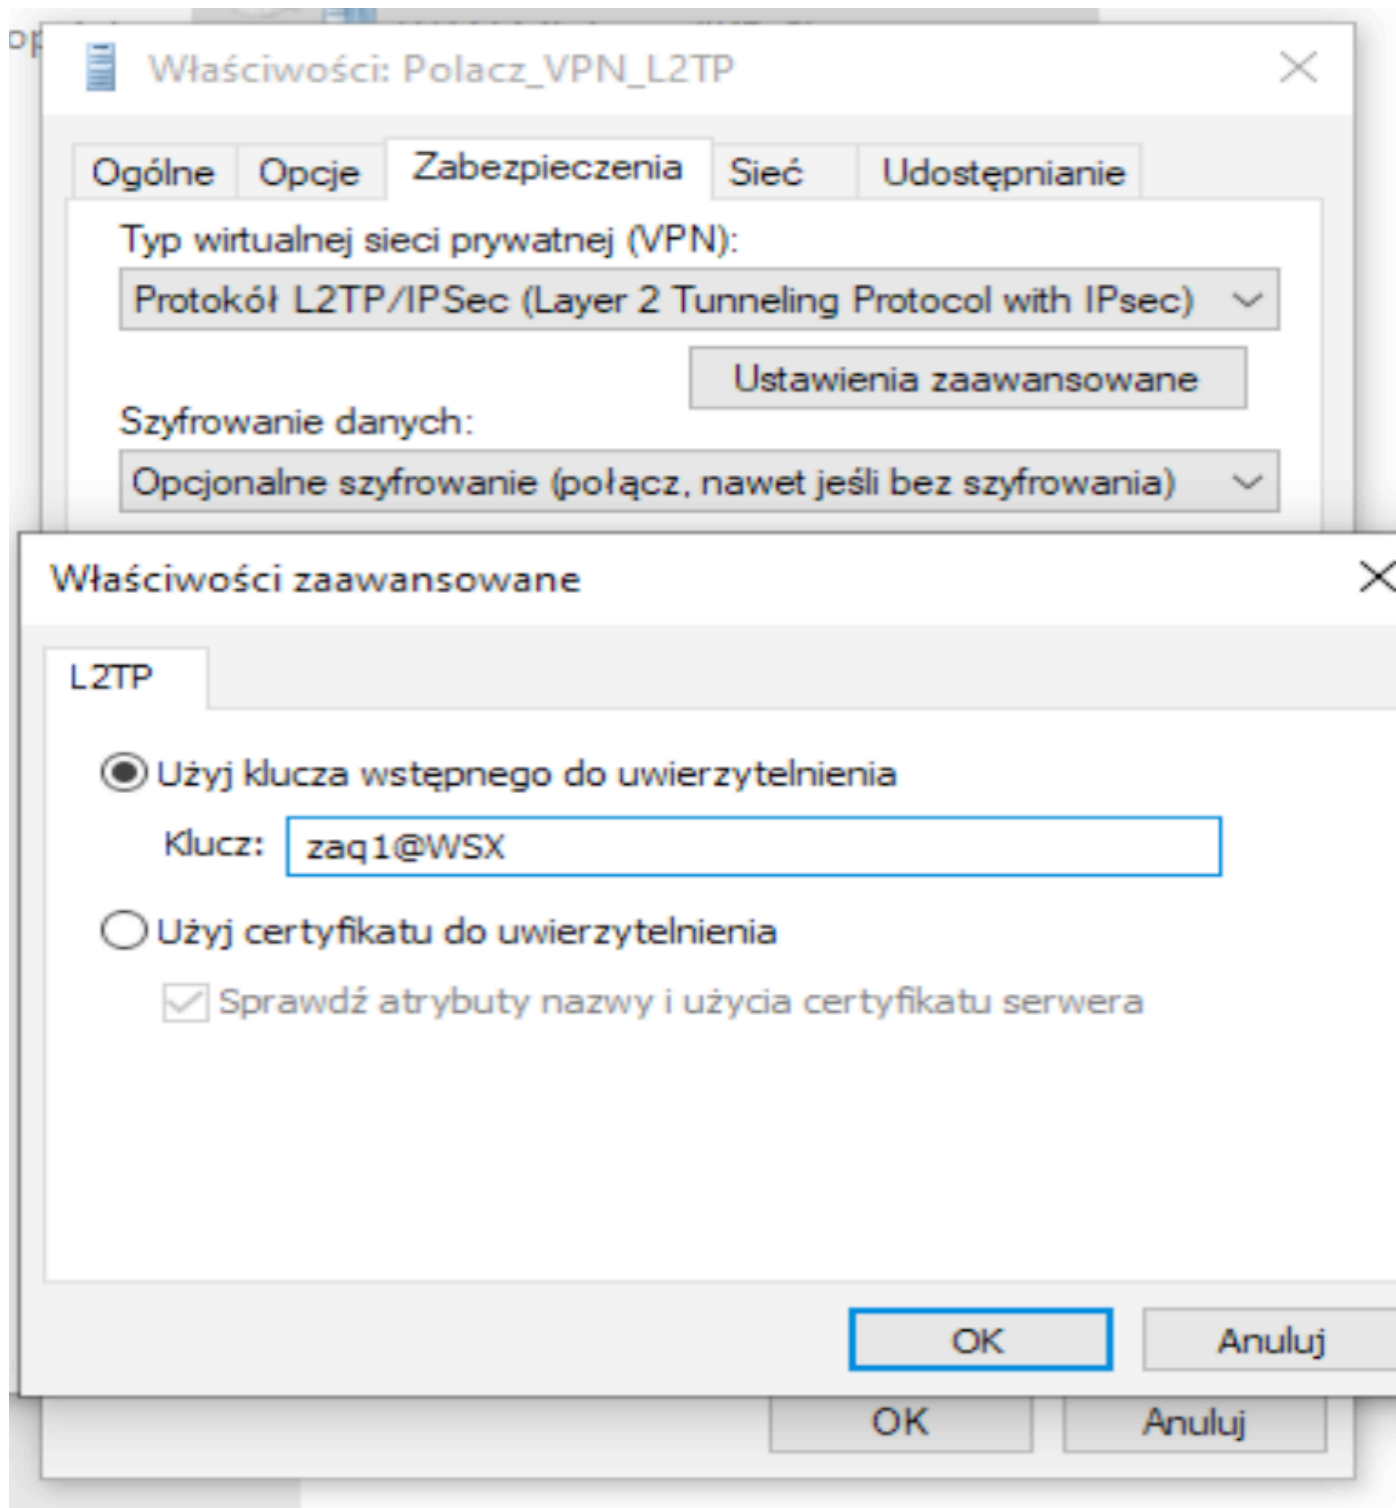 op
Właściwości: Polacz_VPN_L2TP
Ogólne Opcje Zabezpieczenia Sieć Udostępnianie
Typ wirtualnej sieci prywatnej (VPN):
Protokół L2TP/IPSec (Layer 2 Tunneling Protocol with IPsec)
Ustawienia zaawansowane
Szyfrowanie danych:
Opcjonalne szyfrowanie (połącz, nawet jeśli bez szyfrowania)
Właściwości zaawansowane
L2TP
Użyj klucza wstępnego do uwierzytelnienia
Klucz: zaq1@WSX
Użyj certyfikatu do uwierzytelnienia
Sprawdź atrybuty nazwy i użycia certyfikatu serwera
OK Anuluj
OK Anuluj